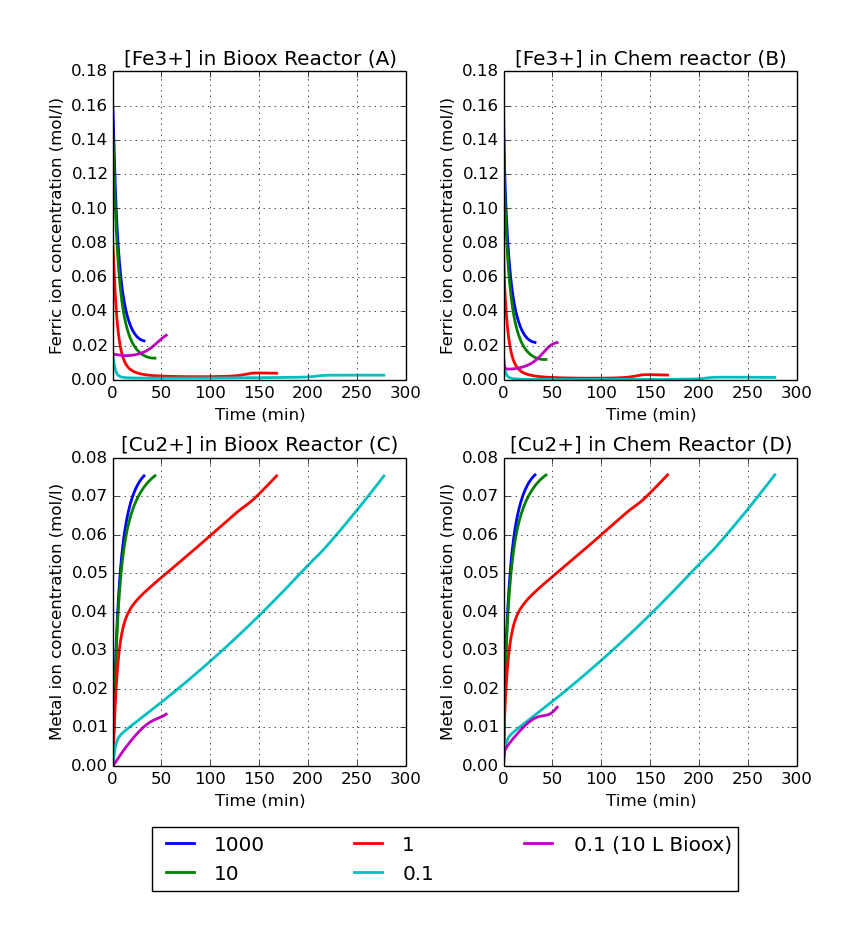 [Fe3+] in Bioox Reactor (A)
0.18
0.16
0.14
0.12
0.10
0.08
0.06
0.04
0.02
0.00
Ferric ion concentration (mol/l)
0 50 100 150 200 250 300
Time (min)
[Fe3+] in Chem reactor (B)
0.18
0.16
0.14
0.12
0.10
0.08
0.06
0.04
0.02
0.00
Ferric ion concentration (mol/l)
0 50 100 150 200 250 300
Time (min)
[Cu2+] in Bioox Reactor (C)
0.08
0.07
0.06
0.05
0.04
0.03
0.02
0.01
0.00
Metal ion concentration (mol/l)
0 50 100 150 200 250 300
Time (min)
[Cu2+] in Chem Reactor (D)
0.08
0.07
0.06
0.05
0.04
0.03
0.02
0.01
0.00
Metal ion concentration (mol/l)
0 50 100 150 200 250 300
Time (min)
1000 1 0.1 (10 L Bioox)
10 0.1